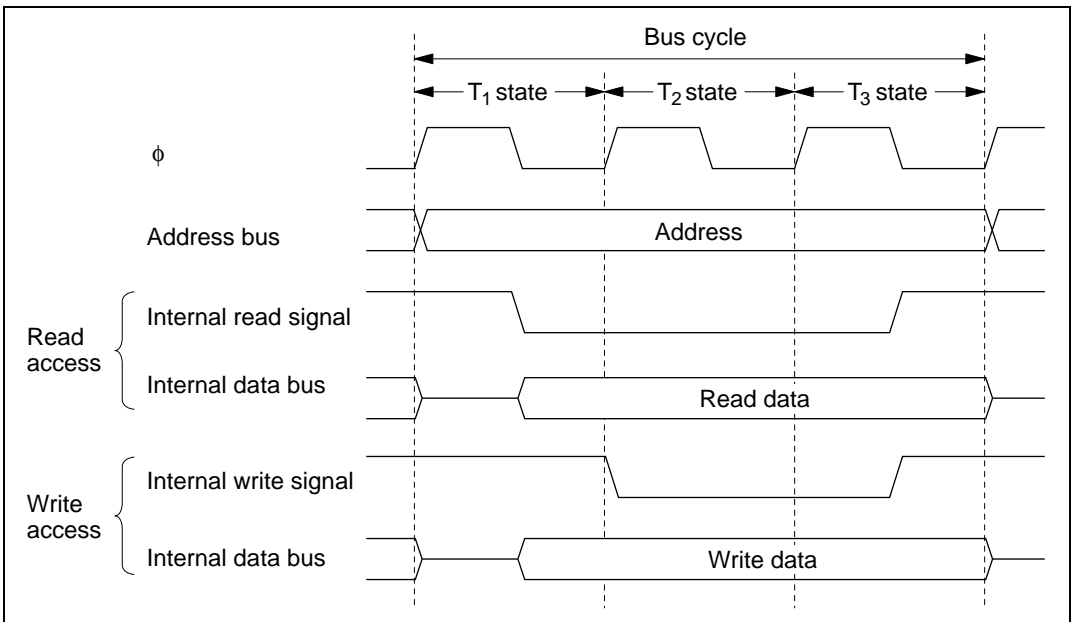 Bus cycle
T₁ state T₂ state T₃ state
ϕ
Address bus Address
Read access
Internal read signal
Internal data bus Read data
Write access
Internal write signal
Internal data bus Write data